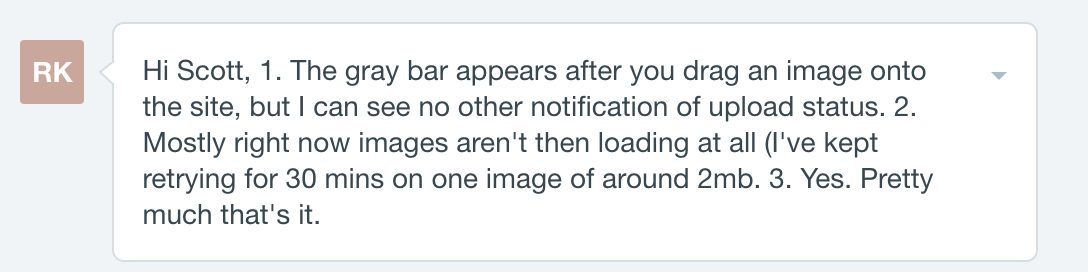 RK
Hi Scott, 1. The gray bar appears after you drag an image onto
the site, but I can see no other notification of upload status. 2.
Mostly right now images aren't then loading at all (I've kept
retrying for 30 mins on one image of around 2mb. 3. Yes. Pretty
much that's it.